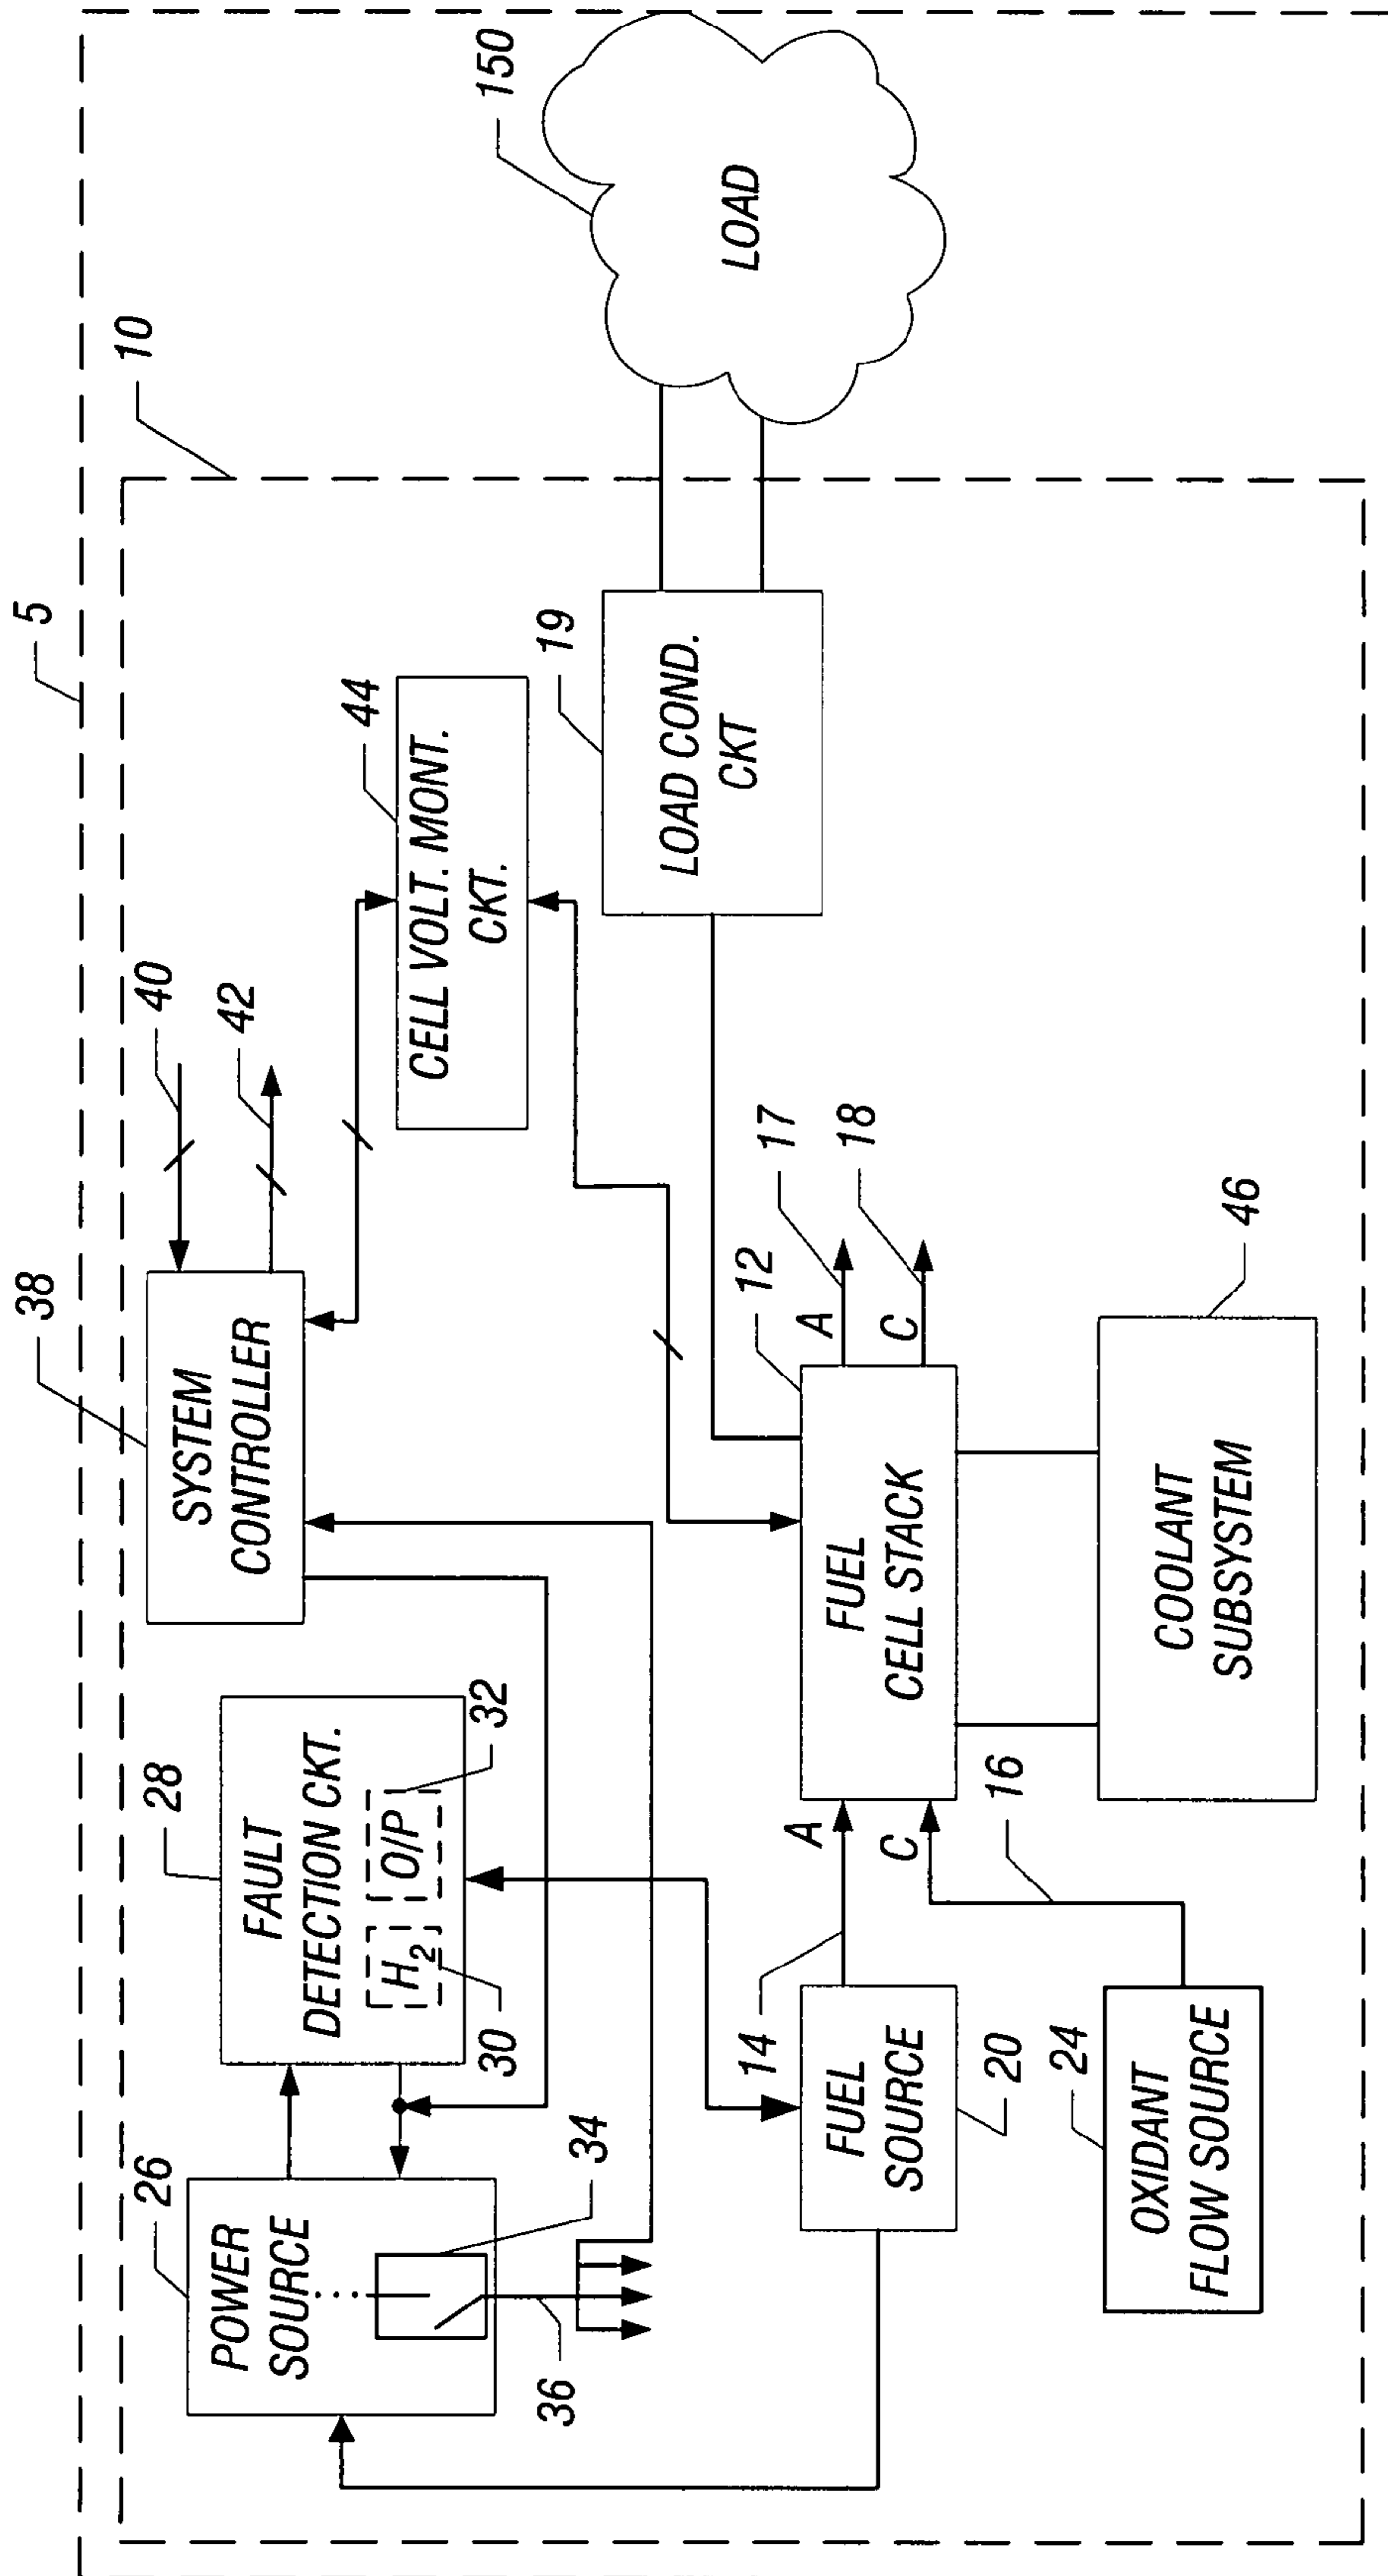 5
10
150
38
40
42
28
26
FAULT
DETECTION CKT.
H2
O/P
32
30
POWER
SOURCE
34
36
SYSTEM
CONTROLLER
44
CELL VOLT. MONT.
CKT.
19
LOAD COND.
CKT
LOAD
14
A
C
16
FUEL
SOURCE
20
24
OXIDANT
FLOW SOURCE
12
FUEL
CELL STACK
A
17
C
18
COOLANT
SUBSYSTEM
46